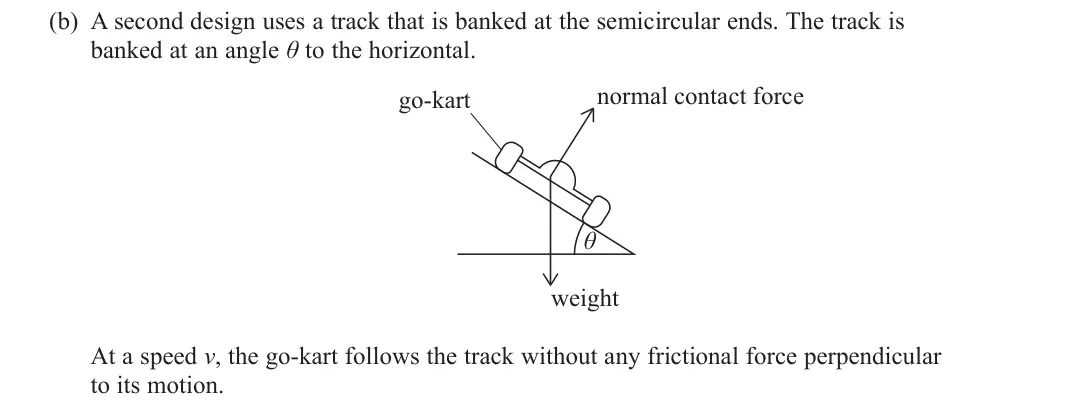 (b) A second design uses a track that is banked at the semicircular ends. The track is
banked at an angle θ to the horizontal.
go-kart
normal contact force
θ
weight
At a speed v, the go-kart follows the track without any frictional force perpendicular
to its motion.